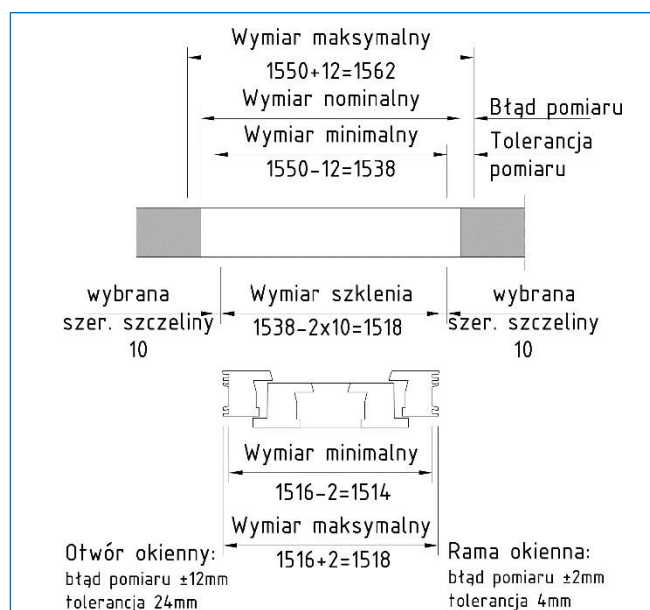 Wymiar maksymalny
1550+12=1562
Wymiar nominalny
Błąd pomiaru
Wymiar minimalny
1550-12=1538
Tolerancja
pomiaru
wybrana
szer. szczeliny
10
Wymiar szklenia
1538-2x10=1518
wybrana
szer. szczeliny
10
Wymiar minimalny
1516-2=1514
Wymiar maksymalny
1516+2=1518
Otwór okienny:
błąd pomiaru ±12mm
tolerancja 24mm
Rama okienna:
błąd pomiaru ±2mm
tolerancja 4mm